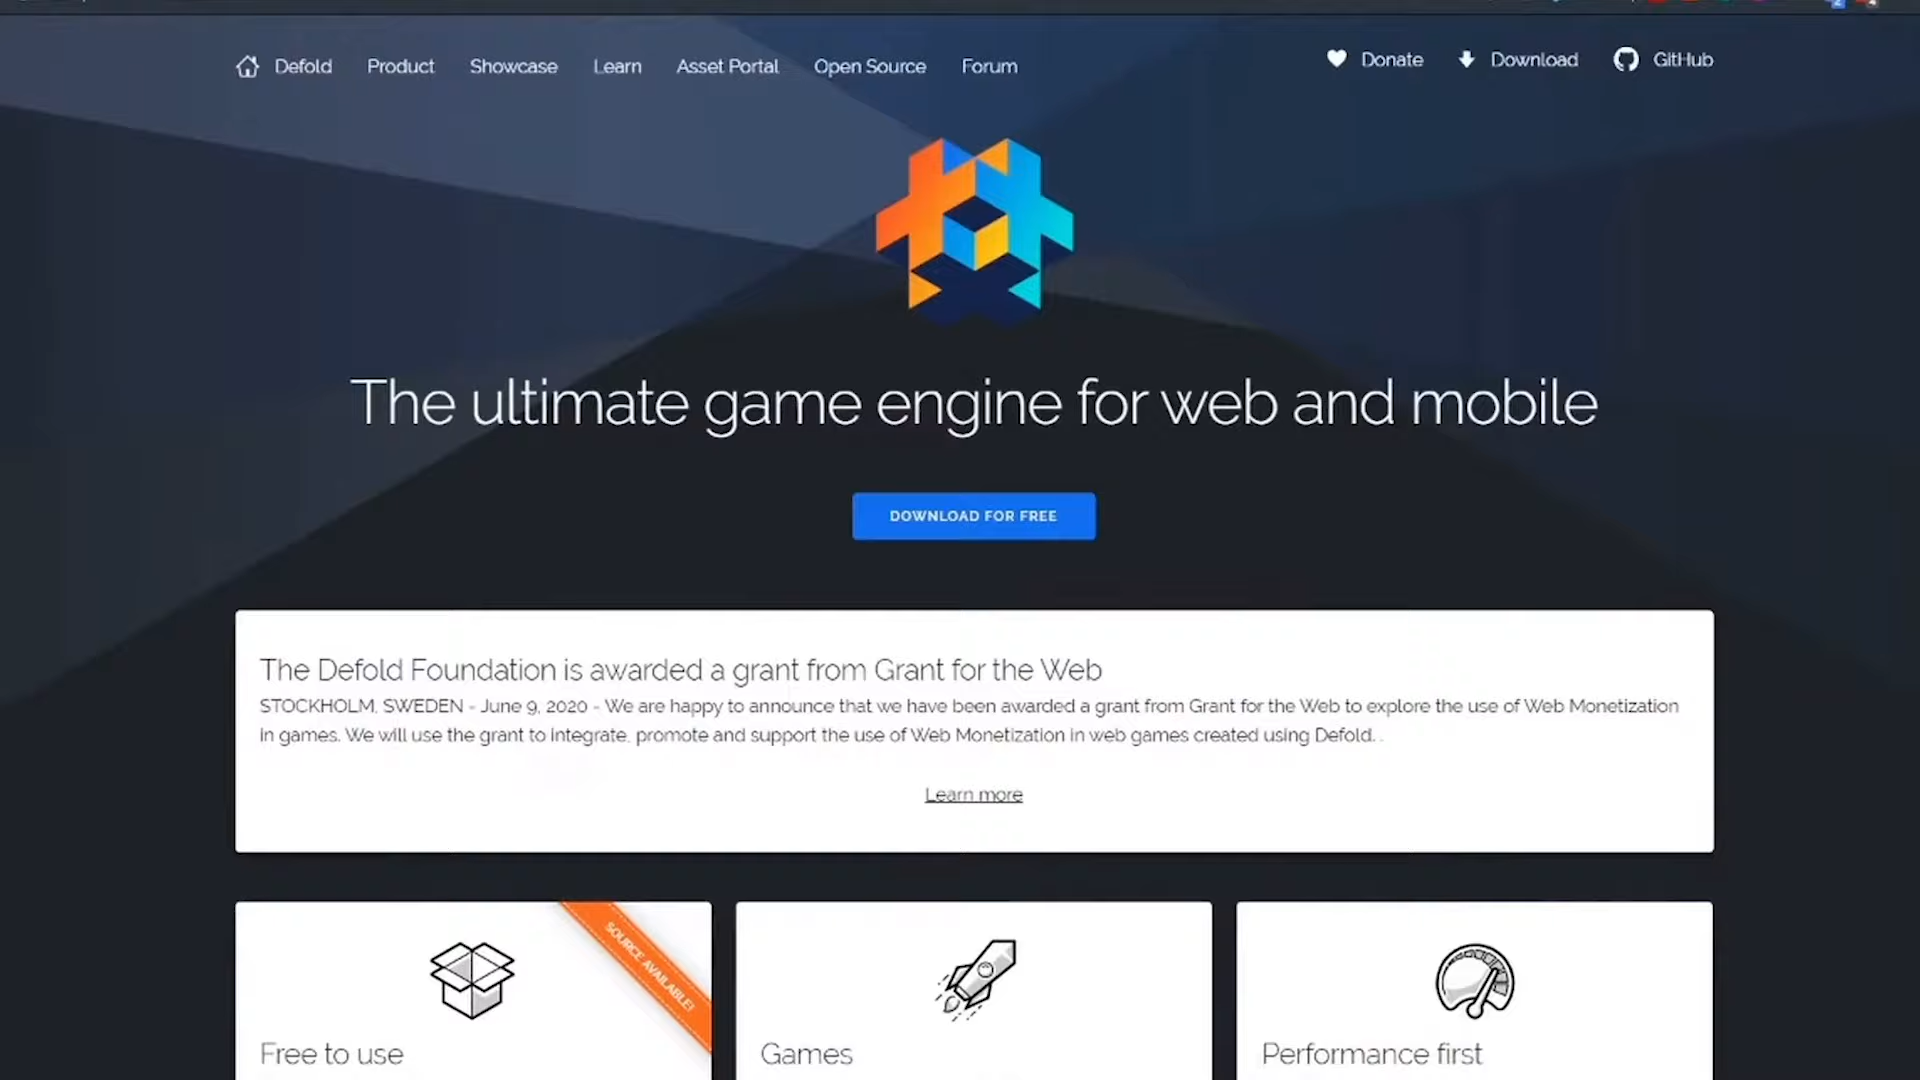 Defold Product Showcase Learn Asset Portal Open Source Forum Donate Download GitHub
The ultimate game engine for web and mobile
DOWNLOAD FOR FREE
The Defold Foundation is awarded a grant from Grant for the Web
STOCKHOLM, SWEDEN - June 9, 2020 - We are happy to announce that we have been awarded a grant from Grant for the Web to explore the use of Web Monetization
in games. We will use the grant to integrate, promote and support the use of Web Monetization in web games created using Defold. .
Learn more
SOURCE AVAILABLE!
Free to use
Games
Performance first